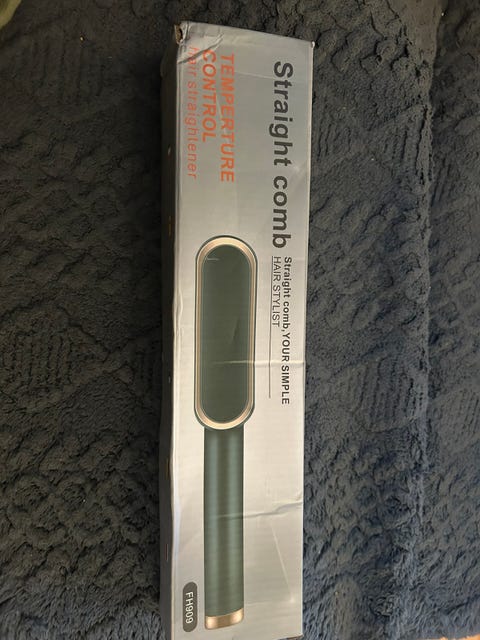 Straight comb
Straight comb,YOUR SIMPLE
HAIR STYLIST
TEMPERTURE
CONTROL
hair straightener
FH909